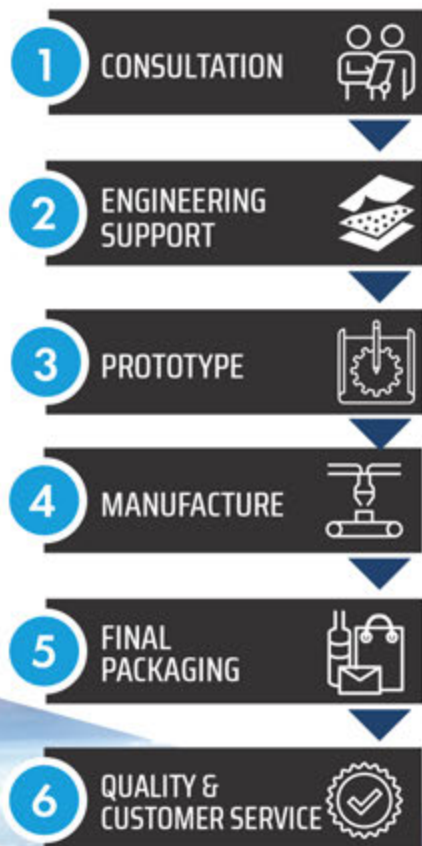 1
CONSULTATION
2
ENGINEERING
SUPPORT
3
PROTOTYPE
4
MANUFACTURE
5
FINAL
PACKAGING
6
QUALITY &
CUSTOMER SERVICE